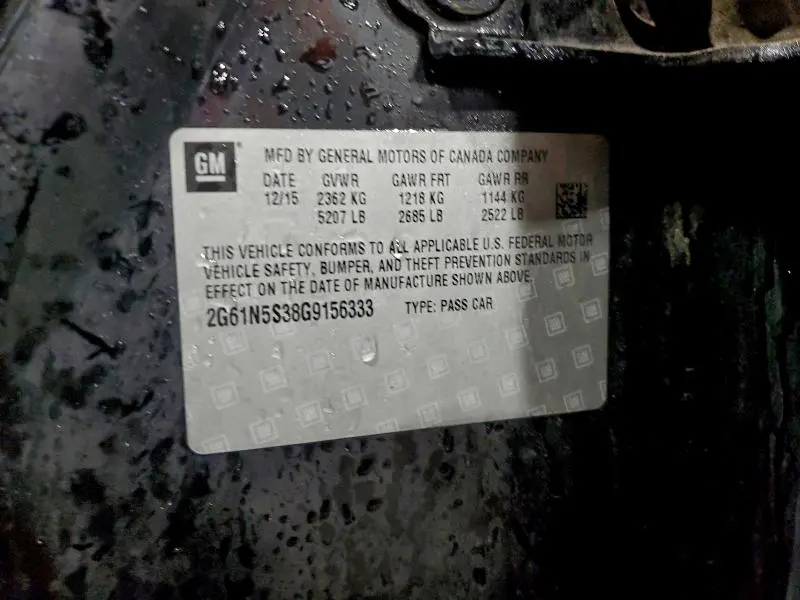 GM
MFD BY GENERAL MOTORS OF CANADA COMPANY
DATE GVWR GAWR FRT GAWR RR
12/15 2362 KG 1218 KG 1144 KG
5207 LB 2685 LB 2522 LB
THIS VEHICLE CONFORMS TO ALL APPLICABLE U.S. FEDERAL MOTOR
VEHICLE SAFETY, BUMPER, AND THEFT PREVENTION STANDARDS IN
EFFECT ON THE DATE OF MANUFACTURE SHOWN ABOVE.
2G61N5S38G9156333 TYPE: PASS CAR